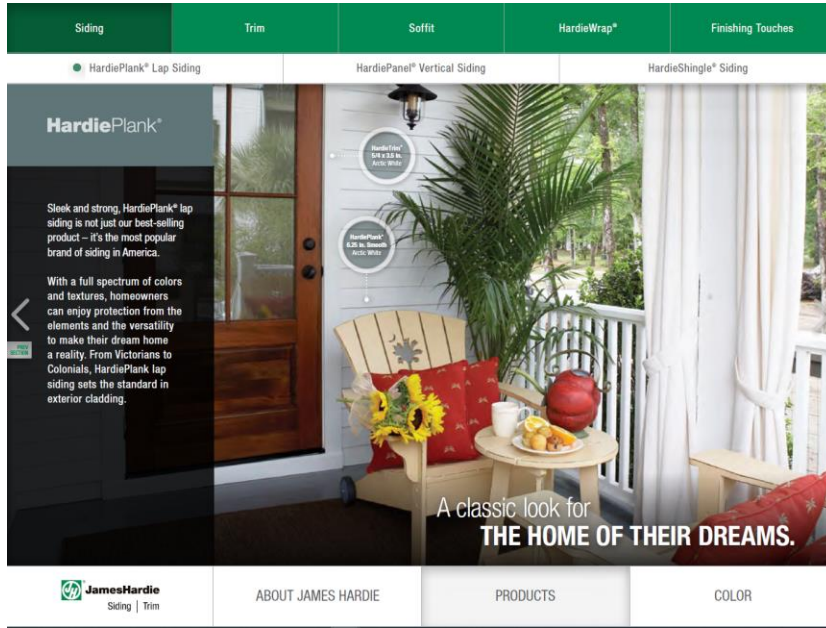 Siding
Trim
Soffit
HardieWrap®
Finishing Touches
HardiePlank® Lap Siding
HardiePanel® Vertical Siding
HardieShingle® Siding
HardiePlank®
HardieTrim®
5/4 x 3.5 in.
Arctic White
Sleek and strong, HardiePlank® lap
siding is not just our best-selling
product – it's the most popular
brand of siding in America.
HardiePlank®
8.25 in. Smooth
Arctic White
With a full spectrum of colors
and textures, homeowners
can enjoy protection from the
elements and the versatility
to make their dream home
a reality. From Victorians to
Colonials, HardiePlank lap
siding sets the standard in
exterior cladding.
PREV
SECTION
A classic look for
THE HOME OF THEIR DREAMS.
JH JamesHardie
Siding | Trim
ABOUT JAMES HARDIE
PRODUCTS
COLOR